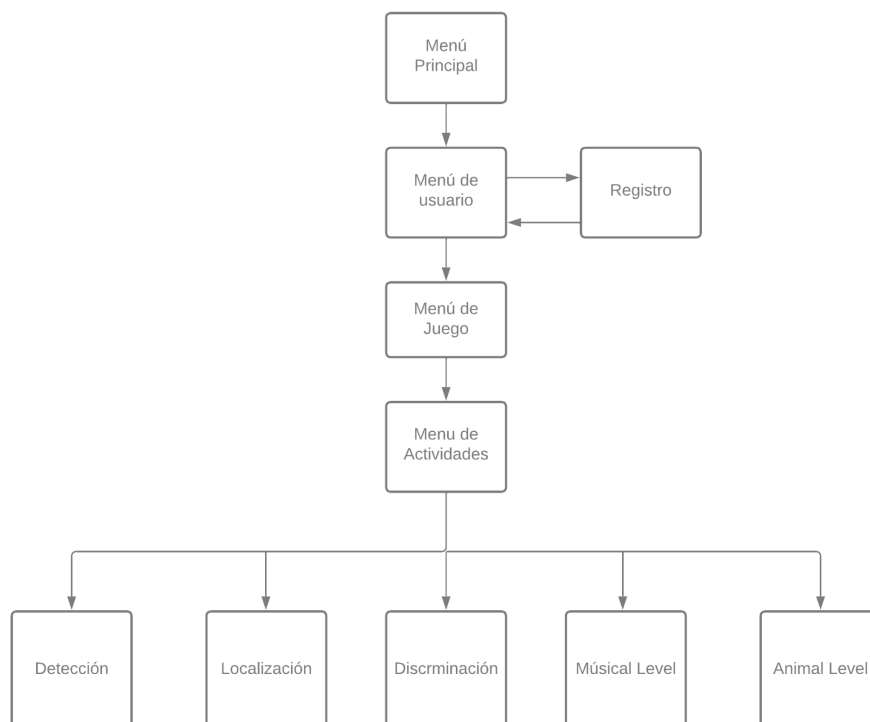 Menú
Principal
Menú de
usuario
Registro
Menú de
Juego
Menu de
Actividades
Detección
Localización
Discrminación
Músical Level
Animal Level